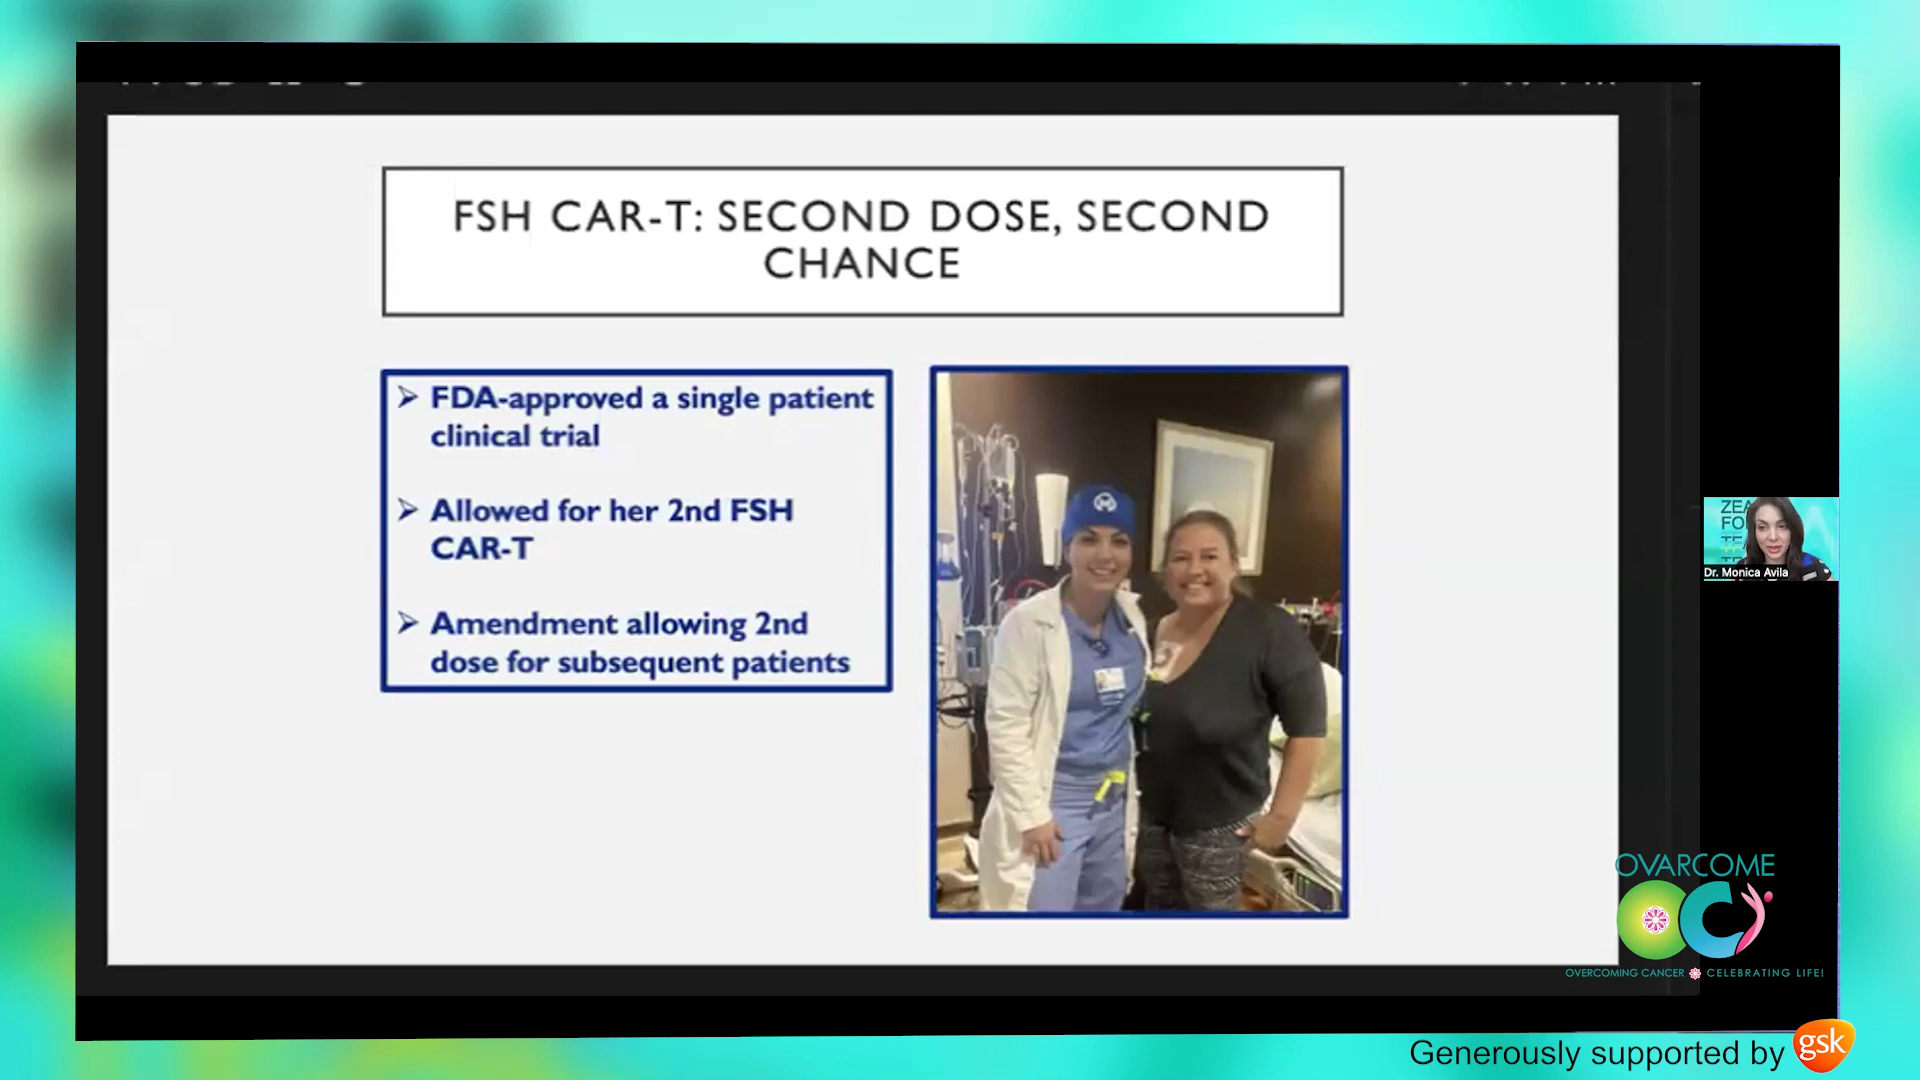 FSH CAR-T: SECOND DOSE, SECOND
CHANCE
➢ FDA-approved a single patient
clinical trial
➢ Allowed for her 2nd FSH
CAR-T
➢ Amendment allowing 2nd
dose for subsequent patients
Dr. Monica Avila
OVARCOME
OC
OVERCOMING CANCER CELEBRATING LIFE!
Generously supported by gsk